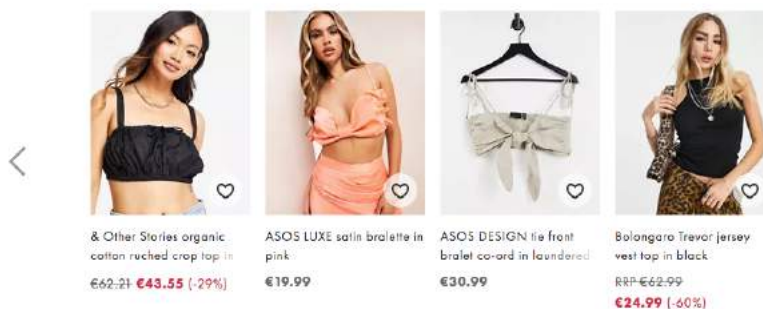 & Other Stories organic
cotton ruched crop top in
€62.21 €43.55 (-29%)
ASOS LUXE satin bralette in
pink
€19.99
ASOS DESIGN tie front
bralet co-ord in laundered
€30.99
Bolongaro Trevor jersey
vest top in black
RRP €62.99
€24.99 (-60%)